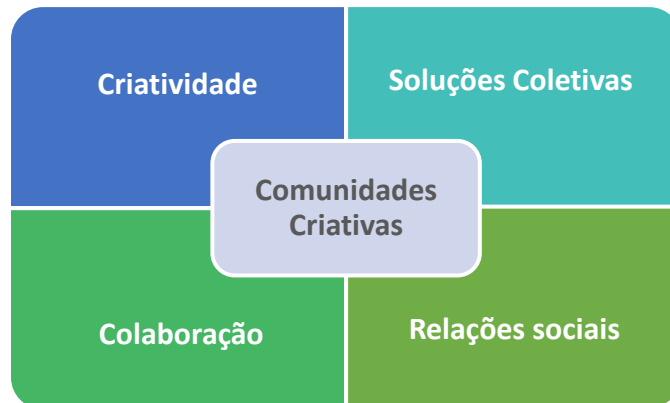 Criatividade
Soluções Coletivas
Comunidades
Criativas
Colaboração
Relações sociais